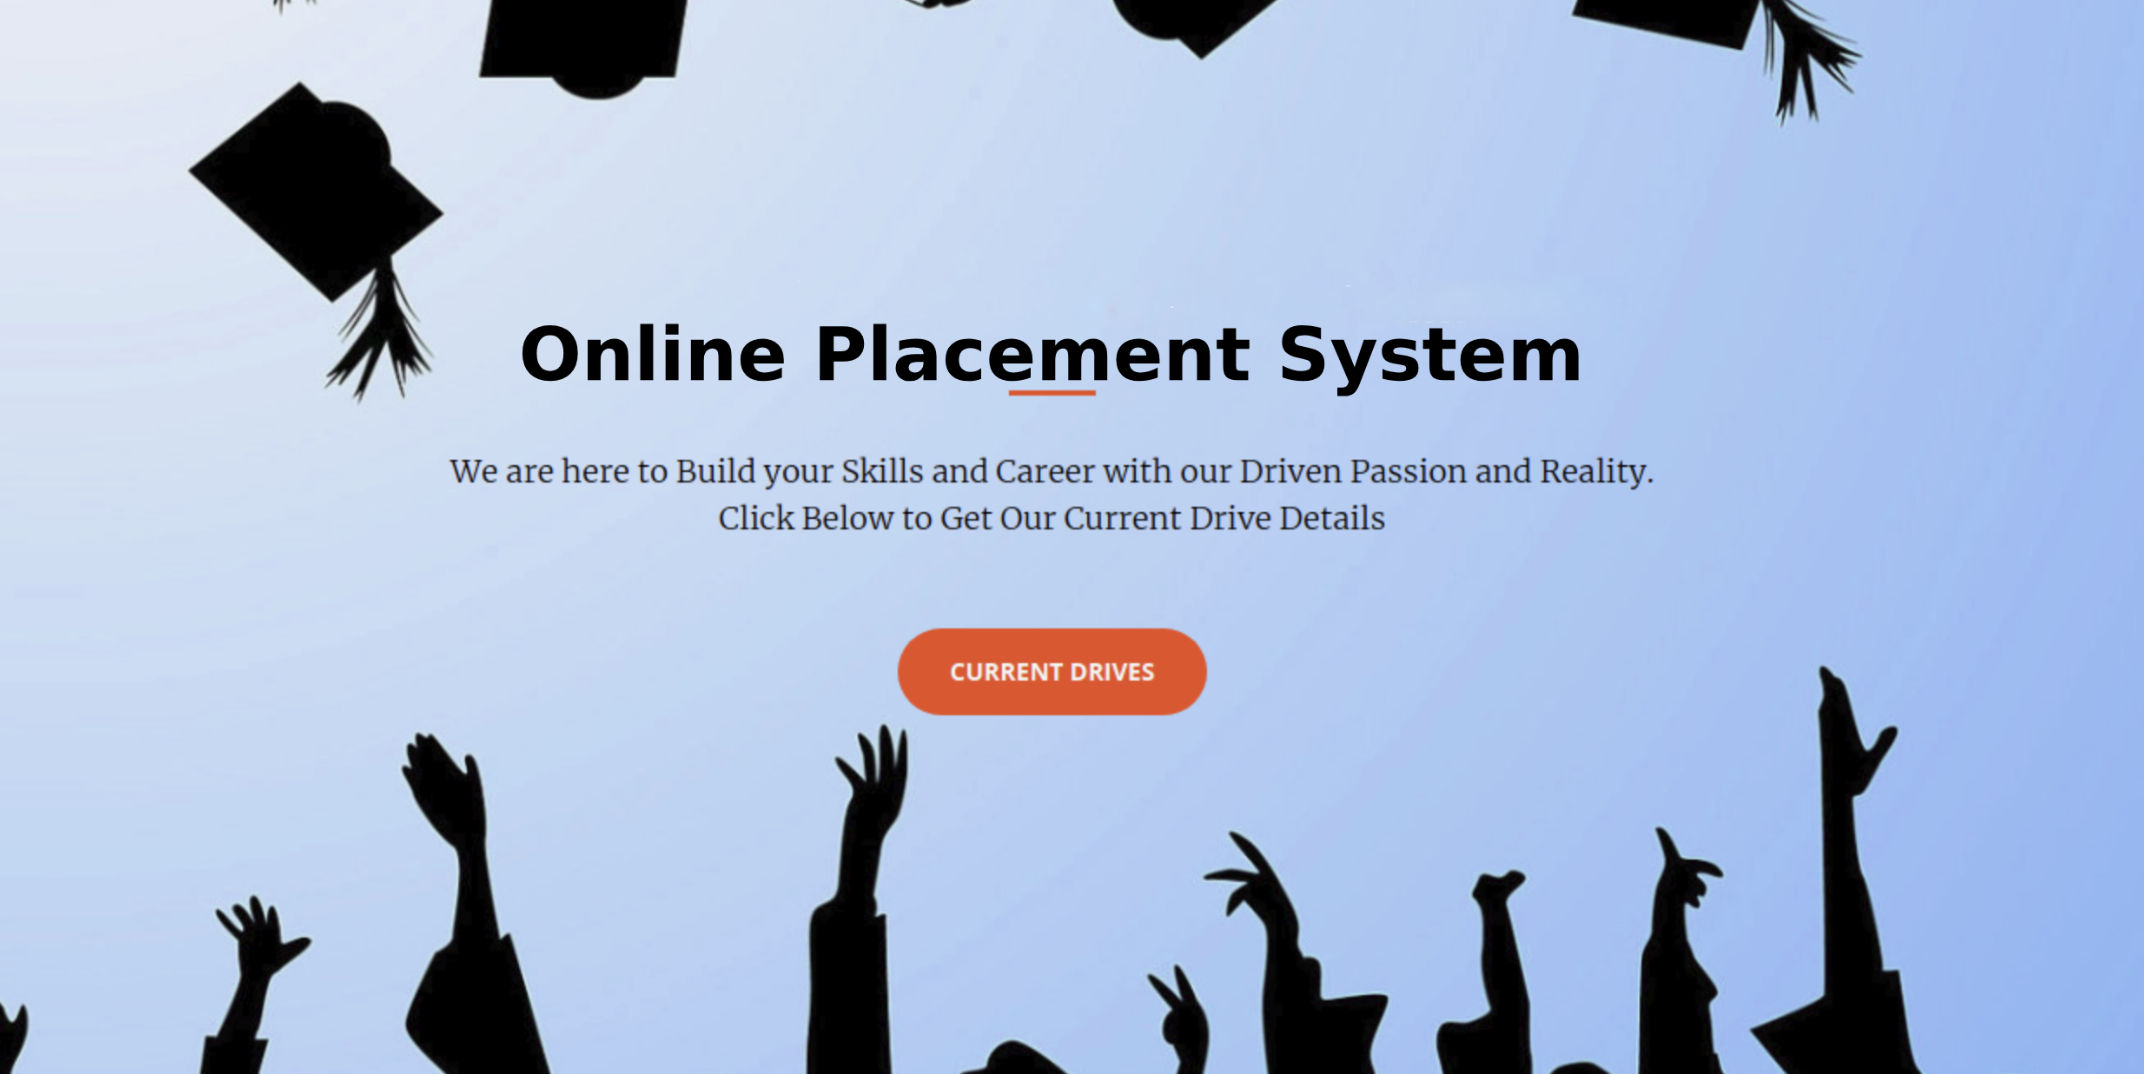 Online Placement System
We are here to Build your Skills and Career with our Driven Passion and Reality.
Click Below to Get Our Current Drive Details
CURRENT DRIVES